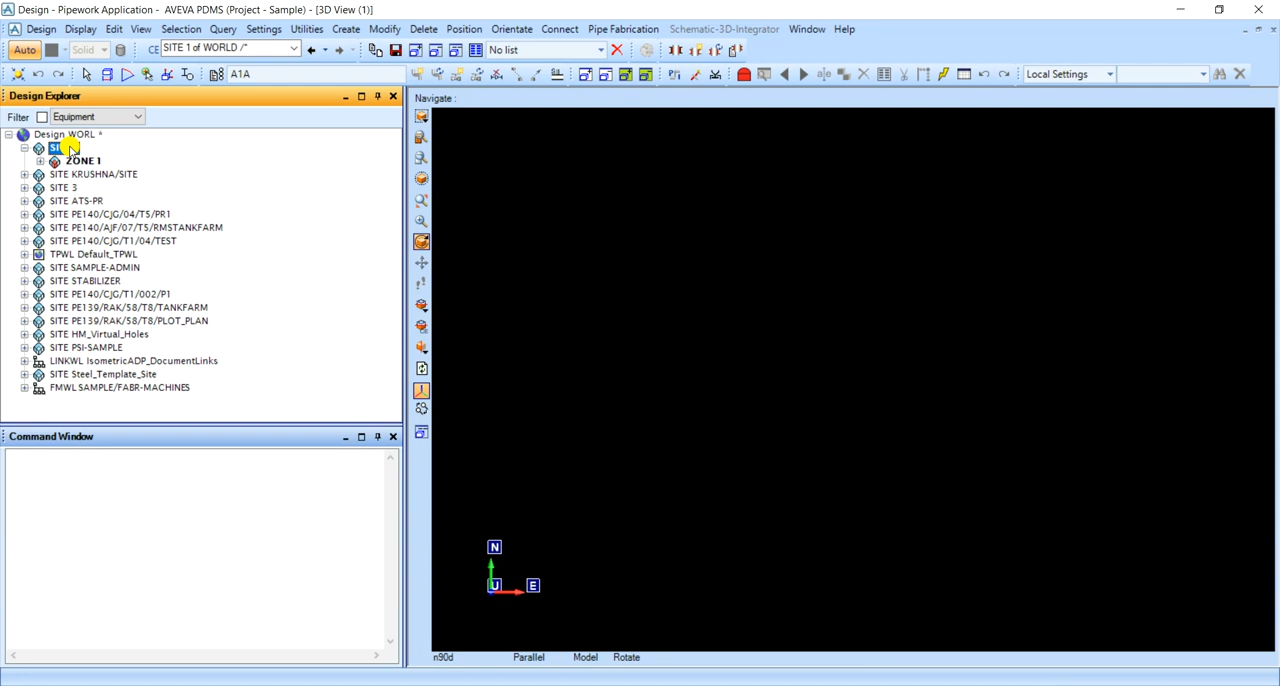 Design - Pipework Application - AVEVA PDMS (Project - Sample) - [3D View (1)]
Design Display Edit View Selection Query Settings Utilities Create Modify Delete Position Orientate Connect Pipe Fabrication Schematic-3D-Integrator Window Help
Auto Solid CE SITE 1 of WORLD /* No list
A1A Local Settings
Design Explorer
Filter Equipment
Design WORL *
ZONE 1
SITE KRUSHNA/SITE
SITE 3
SITE ATS-PR
SITE PE140/CJG/04/T5/PR1
SITE PE140/AJF/07/T5/RMSTANKFARM
SITE PE140/CJG/T1/04/TEST
TPWL Default_TPWL
SITE SAMPLE-ADMIN
SITE STABILIZER
SITE PE140/CJG/T1/002/P1
SITE PE139/RAK/58/T8/TANKFARM
SITE PE139/RAK/58/T8/PLOT_PLAN
SITE HM_Virtual_Holes
SITE PSI-SAMPLE
LINKWL IsometricADP_DocumentLinks
SITE Steel_Template_Site
FMWL SAMPLE/FABR-MACHINES
Command Window
Navigate :
N
U E
n90d Parallel Model Rotate